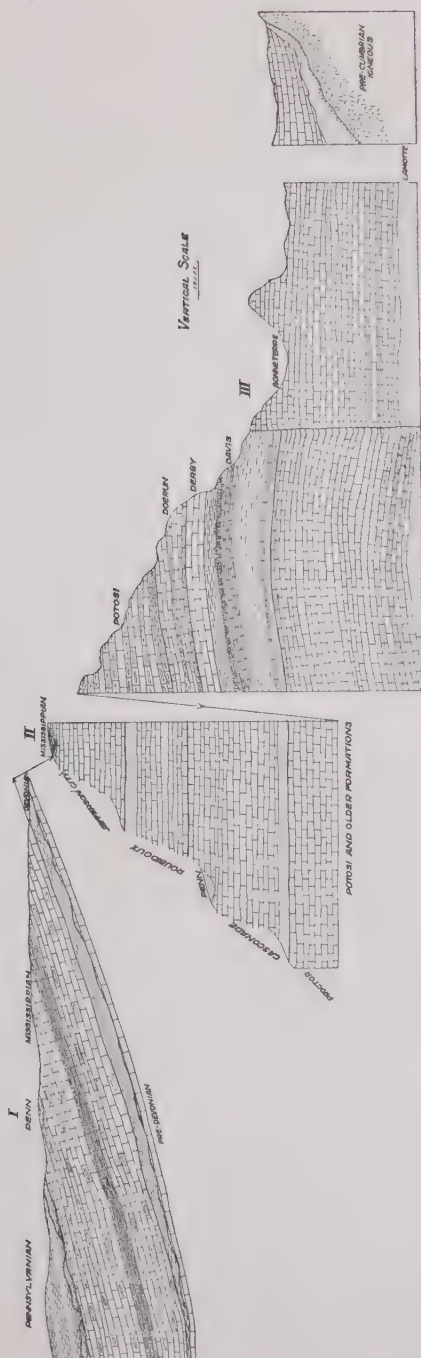 I
PENNSYLVANIAN
PENN
MISSISSIPPIAN
PRE-DEVONIAN
II
MISSISSIPPIAN
JEFFERSON CITY
ROUBIDOUX
PENN
GASCONADE
PROCTOR
POTOSI AND OLDER FORMATIONS
POTOSI
DOERUN
DERBY
DAVIS
III
BONNETERRE
VERTICAL SCALE
LAMOTTE
PRE-CAMBRIAN
IGNEOUS